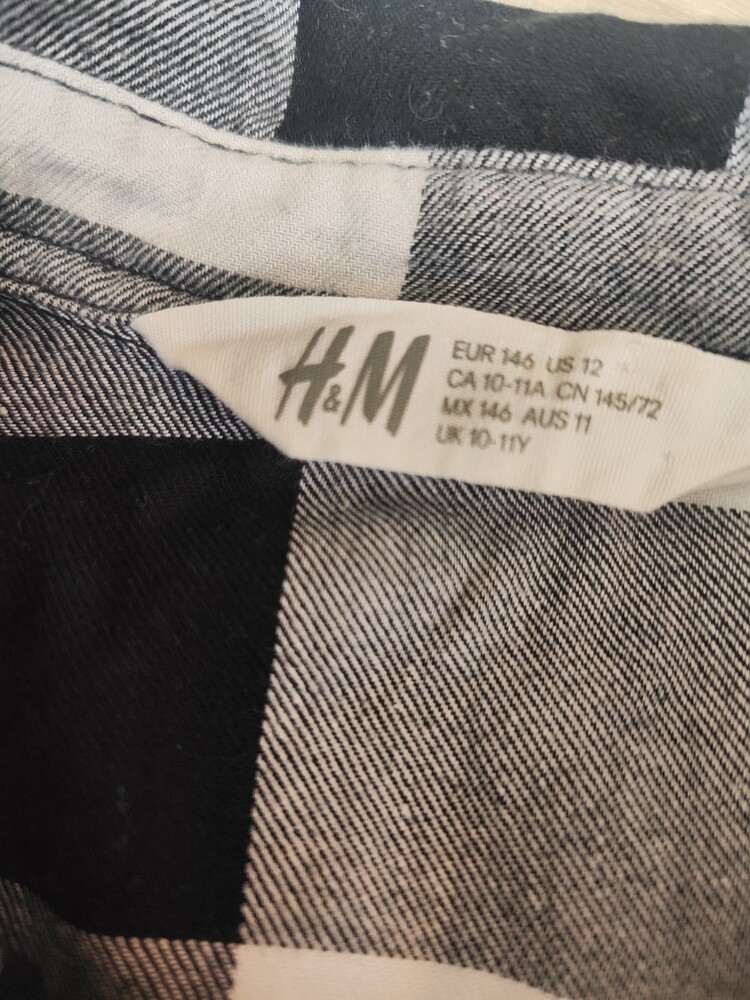 H&M
EUR 146 US 12
CA 10-11A CN 145/72
MX 146 AUS 11
UK 10-11Y